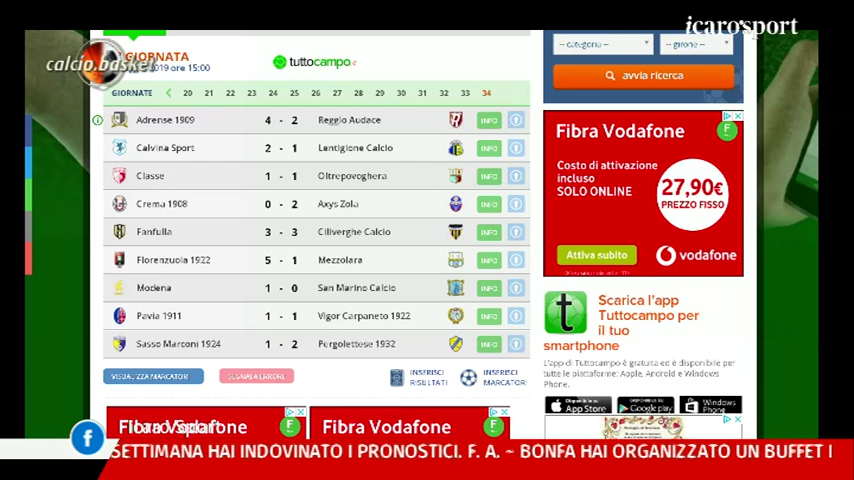 icarosport
calcio.basket
GIORNATA
2019 ore 15:00
tuttocampo.it
GIORNATE 20 21 22 23 24 25 26 27 28 29 30 31 32 33 34
Adrense 1909 4 - 2 Reggio Audace INFO
Calvina Sport 2 - 1 Lentigione Calcio INFO
Classe 1 - 1 Oltrepovoghera INFO
Crema 1908 0 - 2 Axys Zola INFO
Fanfulla 3 - 3 Ciliverghe Calcio INFO
Florenzuola 1922 5 - 1 Mezzolara INFO
Modena 1 - 0 San Marino Calcio INFO
Pavia 1911 1 - 1 Vigor Carpaneto 1922 INFO
Sasso Marconi 1924 1 - 2 Pergolettese 1932 INFO
VISUALIZZA MARCATORI
SEGNALA ERRORE
INSERISCI RISULTATI
INSERISCI MARCATORI
-- categoria --
-- girone --
avvia ricerca
Fibra Vodafone
Costo di attivazione
incluso
SOLO ONLINE
27,90€
PREZZO FISSO
Attiva subito
vodafone
Scarica l'app
Tuttocampo per
il tuo
smartphone
L'app di Tuttocampo è gratuita ed è disponibile per
tutte le piattaforme: Apple, Android e Windows
Phone.
App Store
Google play
Windows Phone
Fibra Vodafone
Fibra Vodafone
Icaro Sport
SETTIMANA HAI INDOVINATO I PRONOSTICI. F. A. ~ BONFA HAI ORGANIZZATO UN BUFFET